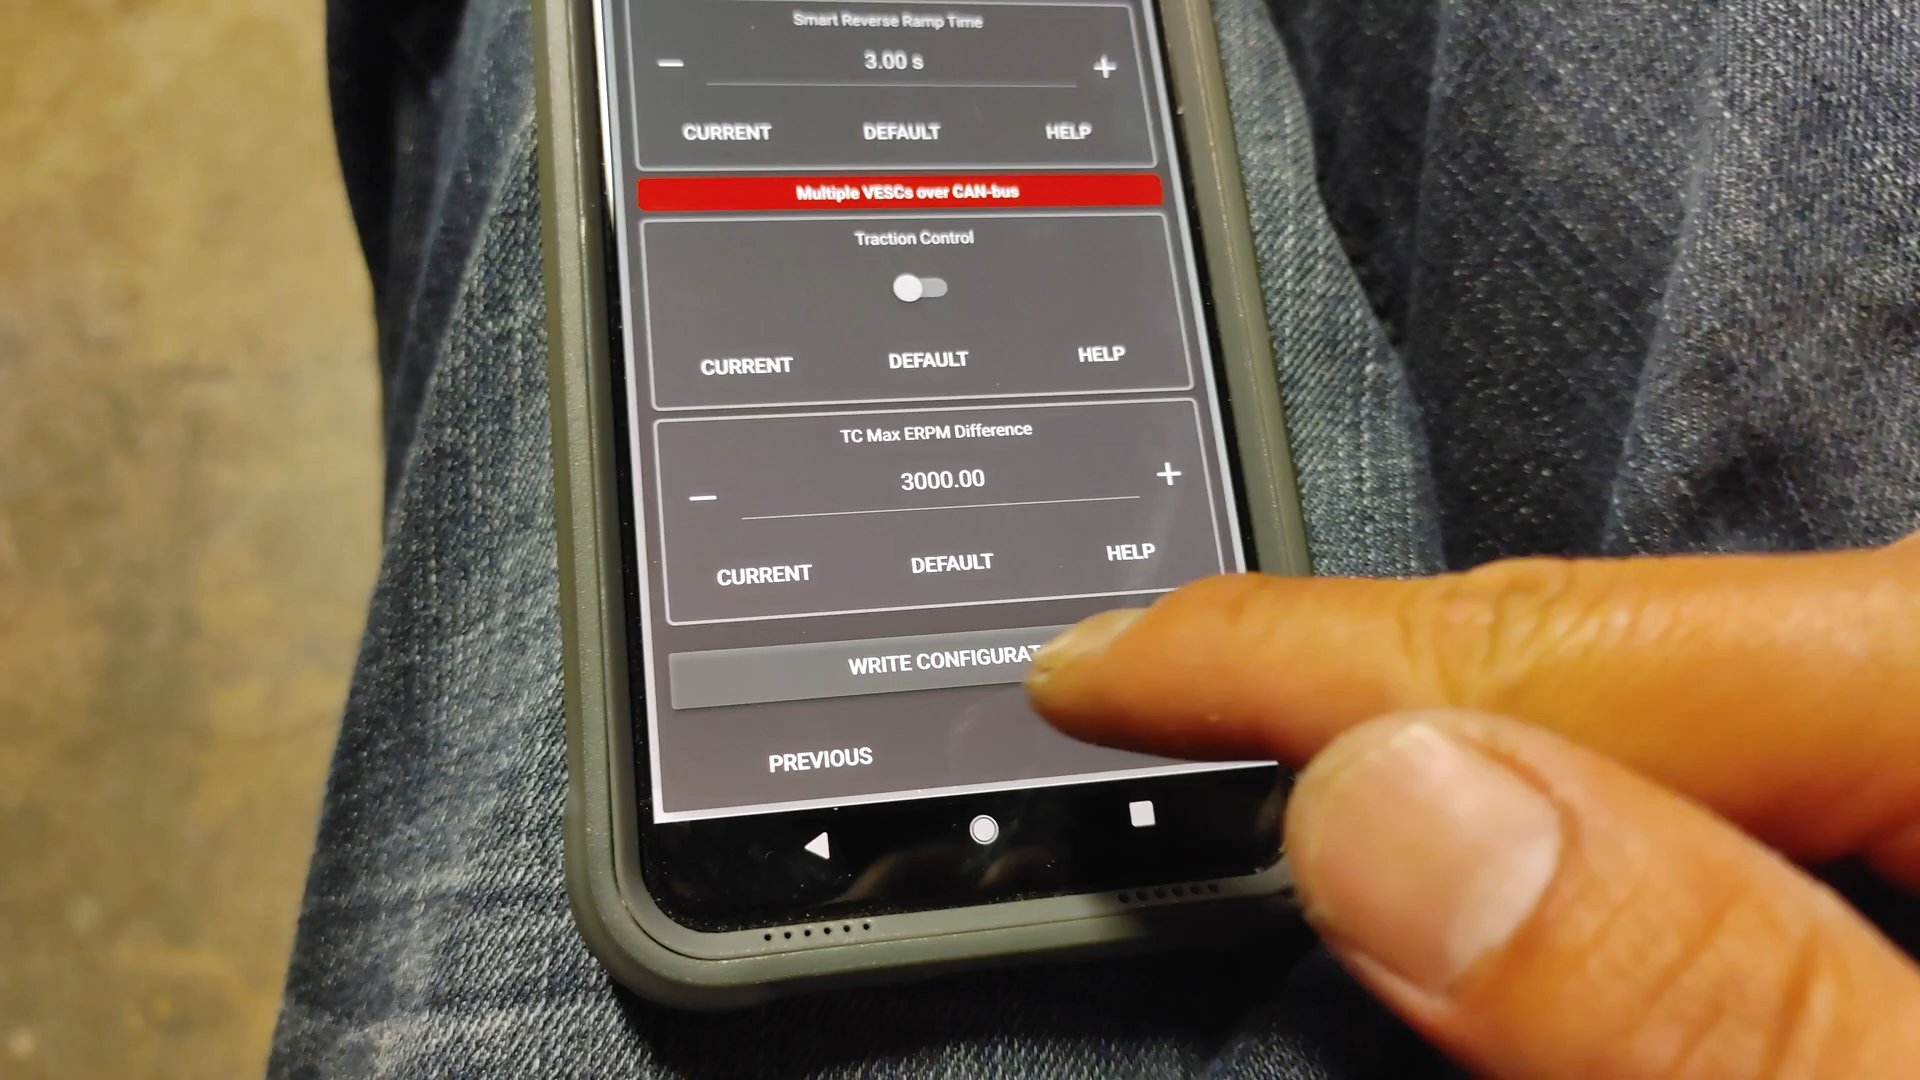 Smart Reverse Ramp Time
— 3.00 s +
CURRENT DEFAULT HELP
Multiple VESCs over CAN-bus
Traction Control
CURRENT DEFAULT HELP
TC Max ERPM Difference
— 3000.00 +
CURRENT DEFAULT HELP
WRITE CONFIGURAT
PREVIOUS